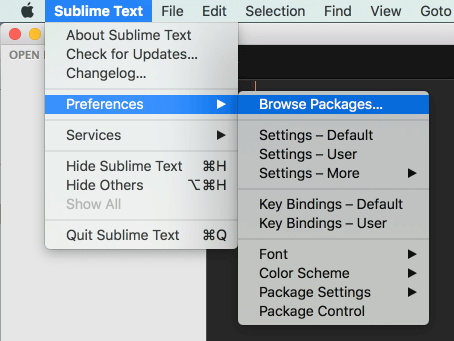 Sublime Text File Edit Selection Find View Goto
OPEN
About Sublime Text
Check for Updates...
Changelog...
Preferences
Services
Hide Sublime Text ⌘H
Hide Others ⌥⌘H
Show All
Quit Sublime Text ⌘Q
Browse Packages...
Settings – Default
Settings – User
Settings – More
Key Bindings – Default
Key Bindings – User
Font
Color Scheme
Package Settings
Package Control